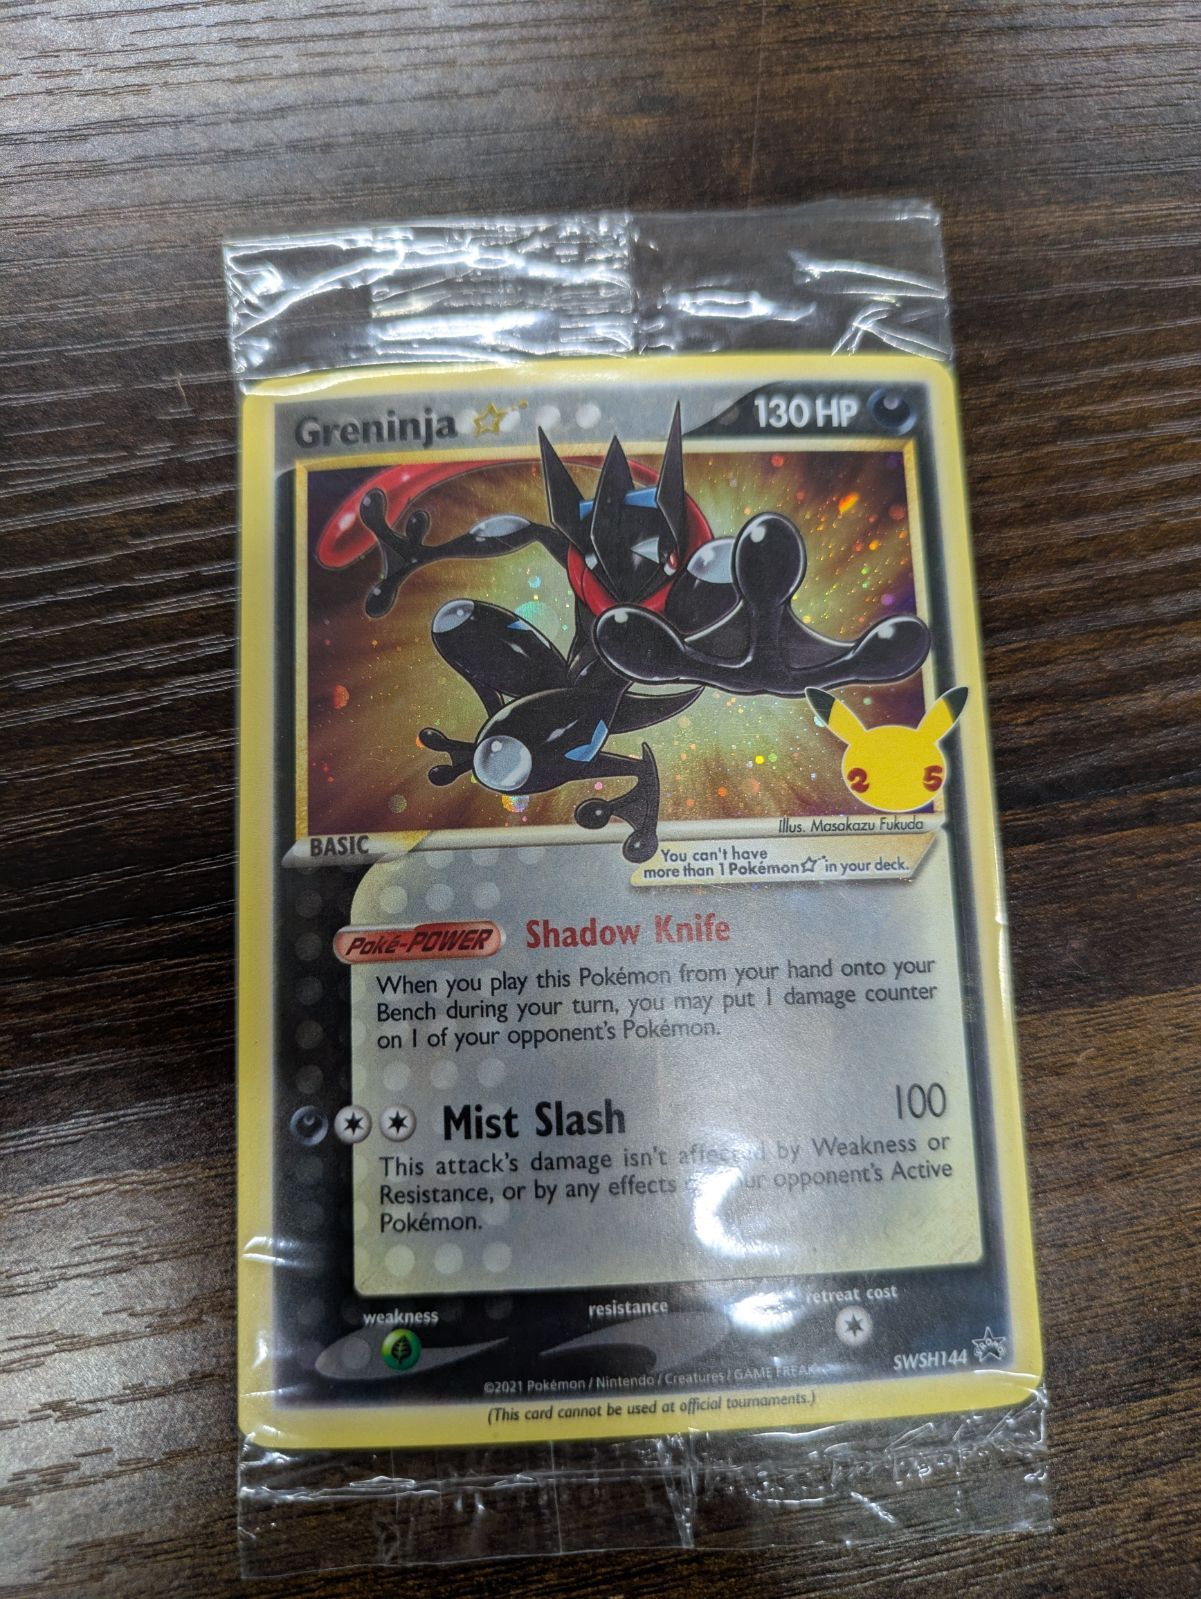 Greninja
130 HP
2 5
Illus. Masakazu Fukuda
BASIC
You can't have
more than 1 Pokémon☆ in your deck.
Poké-POWER Shadow Knife
When you play this Pokémon from your hand onto your
Bench during your turn, you may put 1 damage counter
on 1 of your opponent's Pokémon.
Mist Slash 100
This attack's damage isn't affected by Weakness or
Resistance, or by any effects opponent's Active
Pokémon.
weakness resistance retreat cost
SWSH144
©2021 Pokémon / Nintendo / Creatures / GAME FREAK
(This card cannot be used at official tournaments.)